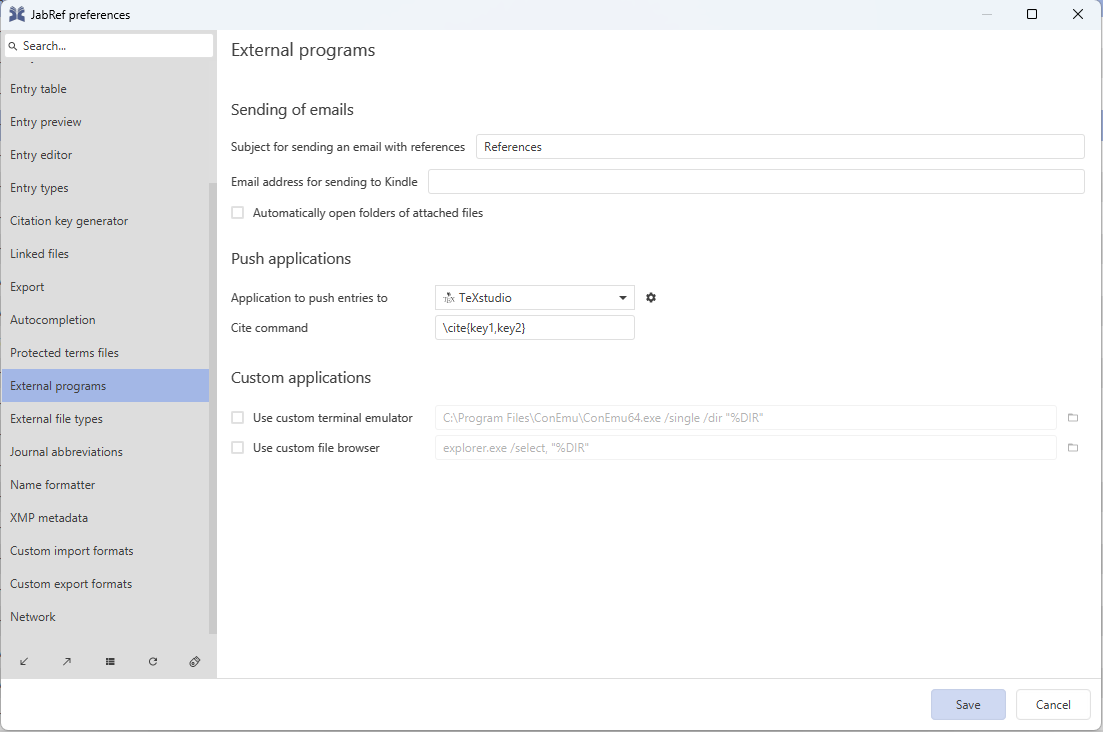 JabRef preferences
Search...
Entry table
Entry preview
Entry editor
Entry types
Citation key generator
Linked files
Export
Autocompletion
Protected terms files
External programs
External file types
Journal abbreviations
Name formatter
XMP metadata
Custom import formats
Custom export formats
Network
External programs
Sending of emails
Subject for sending an email with references References
Email address for sending to Kindle
Automatically open folders of attached files
Push applications
Application to push entries to TeXstudio
Cite command \cite{key1,key2}
Custom applications
Use custom terminal emulator C:\Program Files\ConEmu\ConEmu64.exe /single /dir "%DIR"
Use custom file browser explorer.exe /select, "%DIR"
Save Cancel